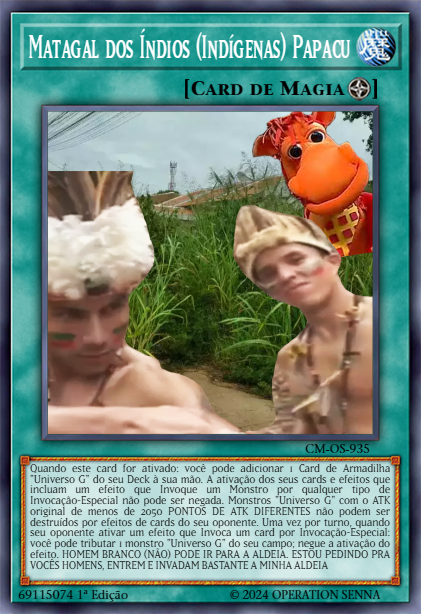 Matagal dos Índios (Indígenas) Papacu
魔
[Card de Magia]
CM-OS-935
Quando este card for ativado: você pode adicionar 1 Card de Armadilha
"Universo G" do seu Deck à sua mão. A ativação dos seus cards e efeitos que
incluam um efeito que Invoque um Monstro por qualquer tipo de
Invocação-Especial não pode ser negada. Monstros "Universo G" com o ATK
original de menos de 2050 PONTOS DE ATK DIFERENTES não podem ser
destruídos por efeitos de cards do seu oponente. Uma vez por turno, quando
seu oponente ativar um efeito que Invoca um card por Invocação-Especial:
você pode tributar 1 monstro "Universo G" do seu campo; negue a ativação do
efeito. HOMEM BRANCO (NÃO) PODE IR PARA A ALDEIA. ESTOU PEDINDO PRA
VOCÊS HOMENS, ENTREM E INVADAM BASTANTE A MINHA ALDEIA
69115074 1ª Edição
© 2024 OPERATION SENNA